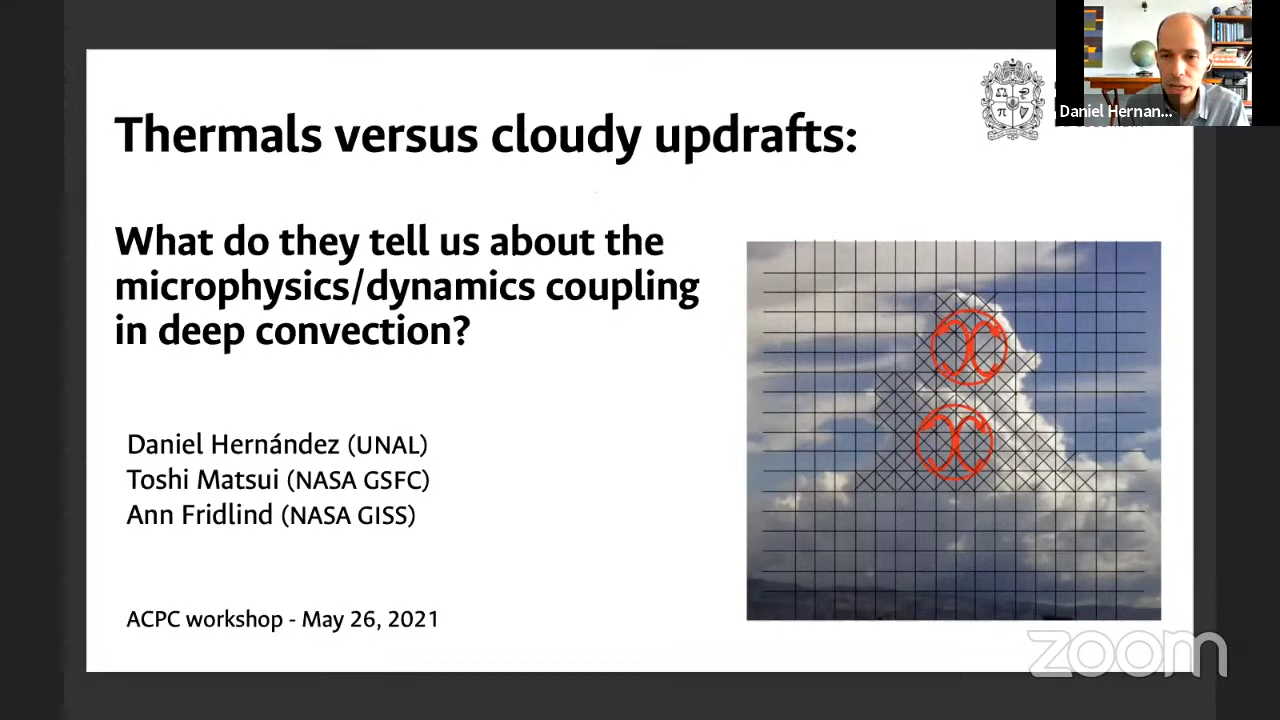 Thermals versus cloudy updrafts:
Daniel Hernan...
What do they tell us about the
microphysics/dynamics coupling
in deep convection?
Daniel Hernández (UNAL)
Toshi Matsui (NASA GSFC)
Ann Fridlind (NASA GISS)
ACPC workshop - May 26, 2021
zoom